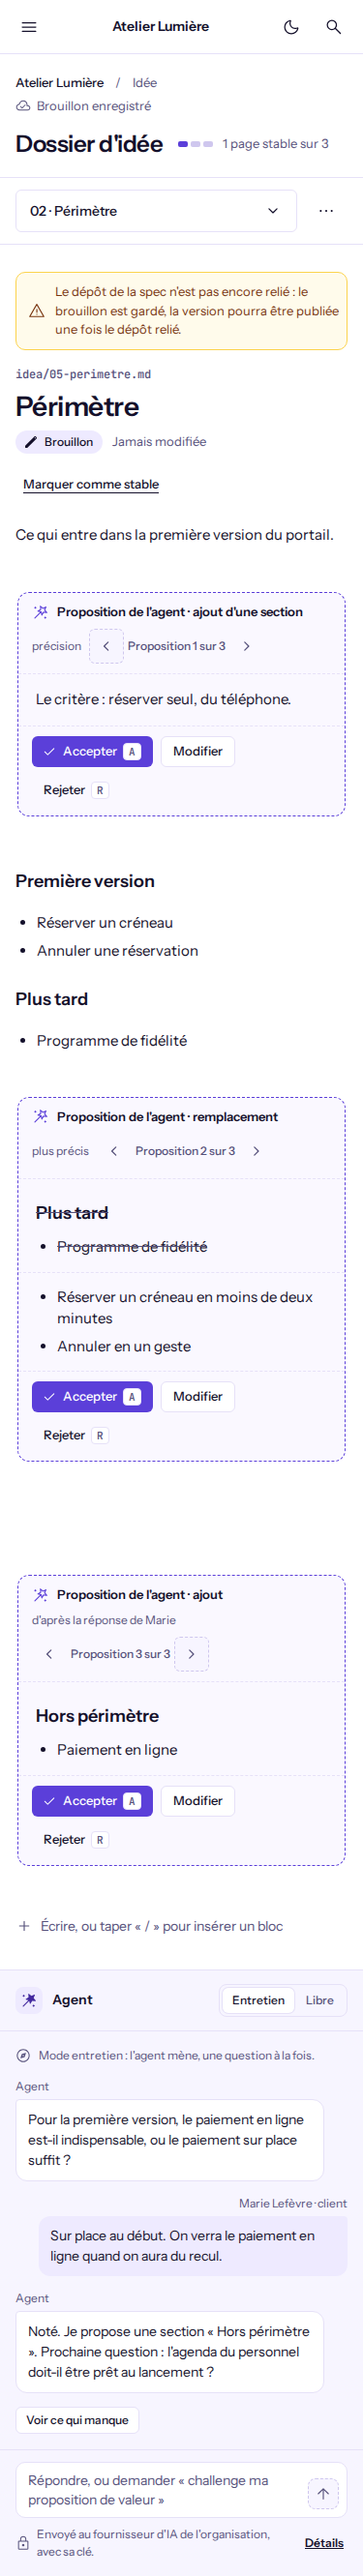 Atelier Lumière
Atelier Lumière / Idée
Brouillon enregistré
Dossier d'idée 1 page stable sur 3
02 · Périmètre
Le dépôt de la spec n'est pas encore relié : le
brouillon est gardé, la version pourra être publiée
une fois le dépôt relié.
idea/05-perimetre.md
Périmètre
Brouillon Jamais modifiée
Marquer comme stable
Ce qui entre dans la première version du portail.
Proposition de l'agent · ajout d'une section
précision Proposition 1 sur 3
Le critère : réserver seul, du téléphone.
Accepter A Modifier
Rejeter R
Première version
• Réserver un créneau
• Annuler une réservation
Plus tard
• Programme de fidélité
Proposition de l'agent · remplacement
plus précis Proposition 2 sur 3
Plus tard
• Programme de fidélité
• Réserver un créneau en moins de deux
minutes
• Annuler en un geste
Accepter A Modifier
Rejeter R
Proposition de l'agent · ajout
d'après la réponse de Marie
Proposition 3 sur 3
Hors périmètre
• Paiement en ligne
Accepter A Modifier
Rejeter R
Écrire, ou taper « / » pour insérer un bloc
Agent Entretien Libre
Mode entretien : l'agent mène, une question à la fois.
Agent
Pour la première version, le paiement en ligne
est-il indispensable, ou le paiement sur place
suffit ?
Marie Lefèvre · client
Sur place au début. On verra le paiement en
ligne quand on aura du recul.
Agent
Noté. Je propose une section « Hors périmètre
». Prochaine question : l'agenda du personnel
doit-il être prêt au lancement ?
Voir ce qui manque
Répondre, ou demander « challenge ma
proposition de valeur »
Envoyé au fournisseur d'IA de l'organisation,
avec sa clé.
Détails